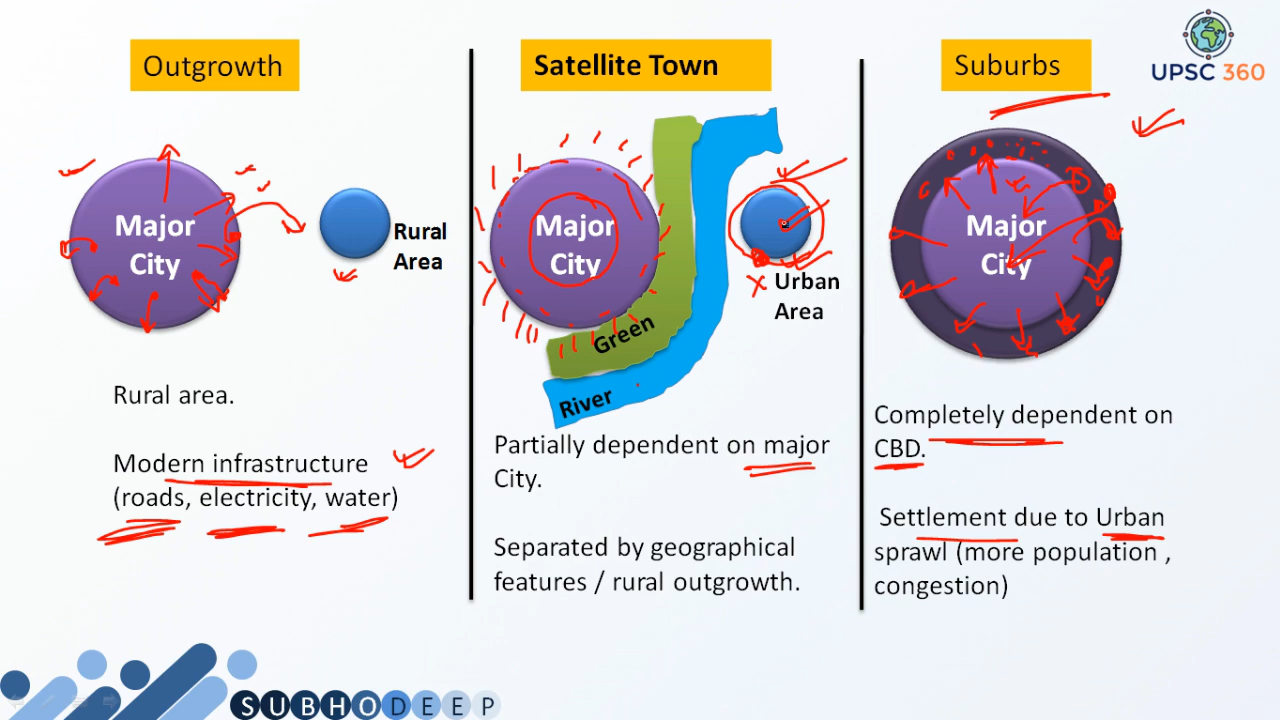 Outgrowth
Major
City
Rural
Area
Rural area.
Modern infrastructure
(roads, electricity, water)
Satellite Town
Major
City
Green
River
Urban
Area
Partially dependent on major
City.
Separated by geographical
features / rural outgrowth.
Suburbs
UPSC 360
Major
City
Completely dependent on
CBD.
Settlement due to Urban
sprawl (more population ,
congestion)
SUBHODEEP